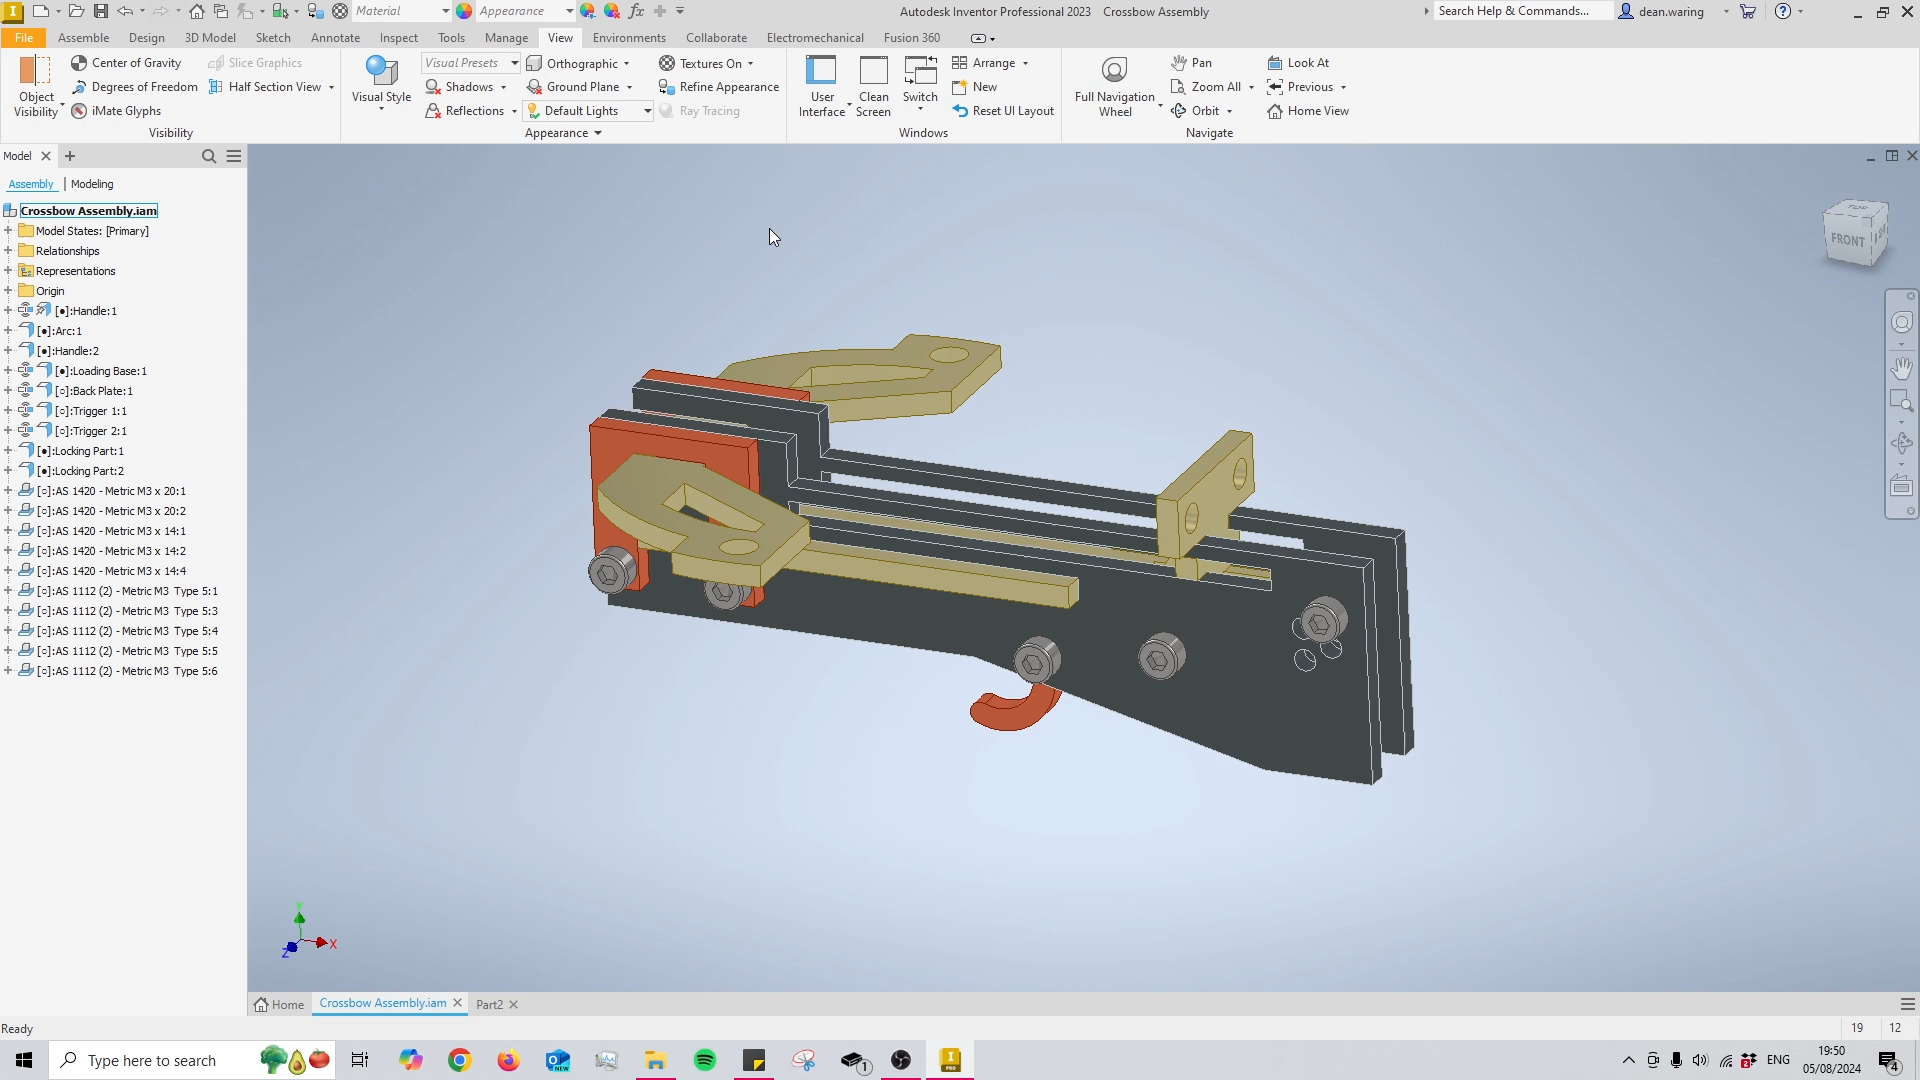 Material
Appearance
Autodesk Inventor Professional 2023 Crossbow Assembly
Search Help & Commands...
dean.waring
File Assemble Design 3D Model Sketch Annotate Inspect Tools Manage View Environments Collaborate Electromechanical Fusion 360
Object Visibility
Center of Gravity
Degrees of Freedom
iMate Glyphs
Slice Graphics
Half Section View
Visibility
Visual Style
Visual Presets
Shadows
Reflections
Orthographic
Ground Plane
Default Lights
Textures On
Refine Appearance
Ray Tracing
Appearance
User Interface
Clean Screen
Switch
Arrange
New
Reset UI Layout
Windows
Full Navigation Wheel
Pan
Zoom All
Orbit
Look At
Previous
Home View
Navigate
Model
Assembly | Modeling
Crossbow Assembly.iam
Model States: [Primary]
Relationships
Representations
Origin
[●]:Handle:1
[●]:Arc:1
[●]:Handle:2
[●]:Loading Base:1
[○]:Back Plate:1
[○]:Trigger 1:1
[○]:Trigger 2:1
[●]:Locking Part:1
[●]:Locking Part:2
[○]:AS 1420 - Metric M3 x 20:1
[○]:AS 1420 - Metric M3 x 20:2
[○]:AS 1420 - Metric M3 x 14:1
[○]:AS 1420 - Metric M3 x 14:2
[○]:AS 1420 - Metric M3 x 14:4
[○]:AS 1112 (2) - Metric M3 Type 5:1
[○]:AS 1112 (2) - Metric M3 Type 5:3
[○]:AS 1112 (2) - Metric M3 Type 5:4
[○]:AS 1112 (2) - Metric M3 Type 5:5
[○]:AS 1112 (2) - Metric M3 Type 5:6
TOP
FRONT
Y
X
Z
Home
Crossbow Assembly.iam
Part2
Ready
19 12
Type here to search
ENG
19:50
05/08/2024